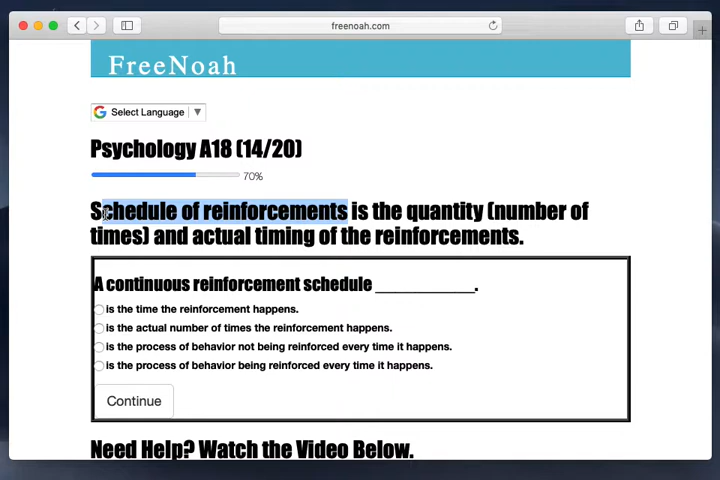 freenoah.com
FreeNoah
Select Language
Psychology A18 (14/20)
70%
Schedule of reinforcements is the quantity (number of
times) and actual timing of the reinforcements.
A continuous reinforcement schedule __________.
is the time the reinforcement happens.
is the actual number of times the reinforcement happens.
is the process of behavior not being reinforced every time it happens.
is the process of behavior being reinforced every time it happens.
Continue
Need Help? Watch the Video Below.